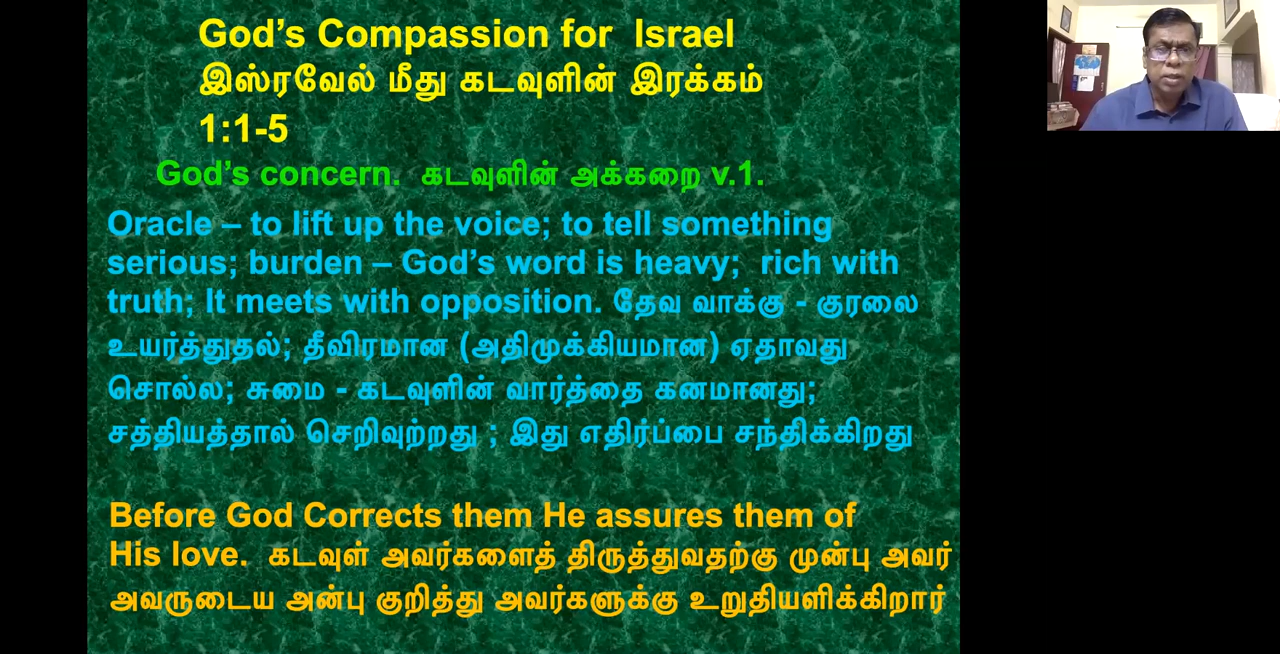 God’s Compassion for  Israel
இஸ்ரவேல் மீது கடவுளின் இரக்கம்
1:1-5
God’s concern.  கடவுளின் அக்கறை v.1.
Oracle – to lift up the voice; to tell something
serious; burden – God’s word is heavy;  rich with
truth; It meets with opposition. தேவ வாக்கு - குரலை
உயர்த்துதல்; தீவிரமான (அதிமுக்கியமான) ஏதாவது
சொல்ல; சுமை - கடவுளின் வார்த்தை கனமானது;
சத்தியத்தால் செறிவுற்றது ; இது எதிர்ப்பை சந்திக்கிறது
Before God Corrects them He assures them of
His love.  கடவுள் அவர்களைத் திருத்துவதற்கு முன்பு அவர்
அவருடைய அன்பு குறித்து அவர்களுக்கு உறுதியளிக்கிறார்